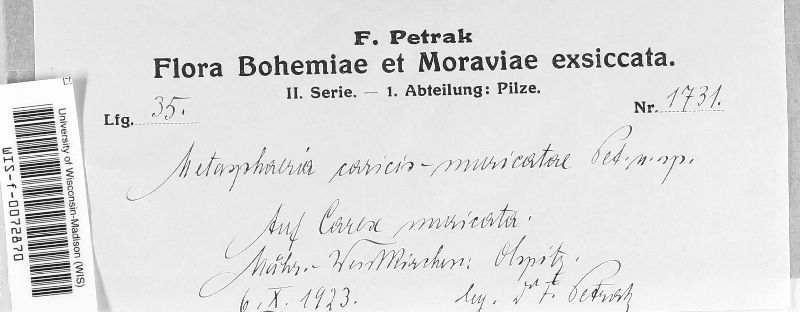 F. Petrak
Flora Bohemiae et Moraviae exsiccata.
II. Serie. — 1. Abteilung: Pilze.
Lfg. 35.
Nr. 1731.
Metasphaeria caricis-muricatae Pet. n. sp.
Auf Carex muricata.
Mähr.-Weisskirchen: Olspitz.
6. X. 1923. leg. Dr F. Petrak
University of Wisconsin-Madison (WIS)
WIS-f-0072870